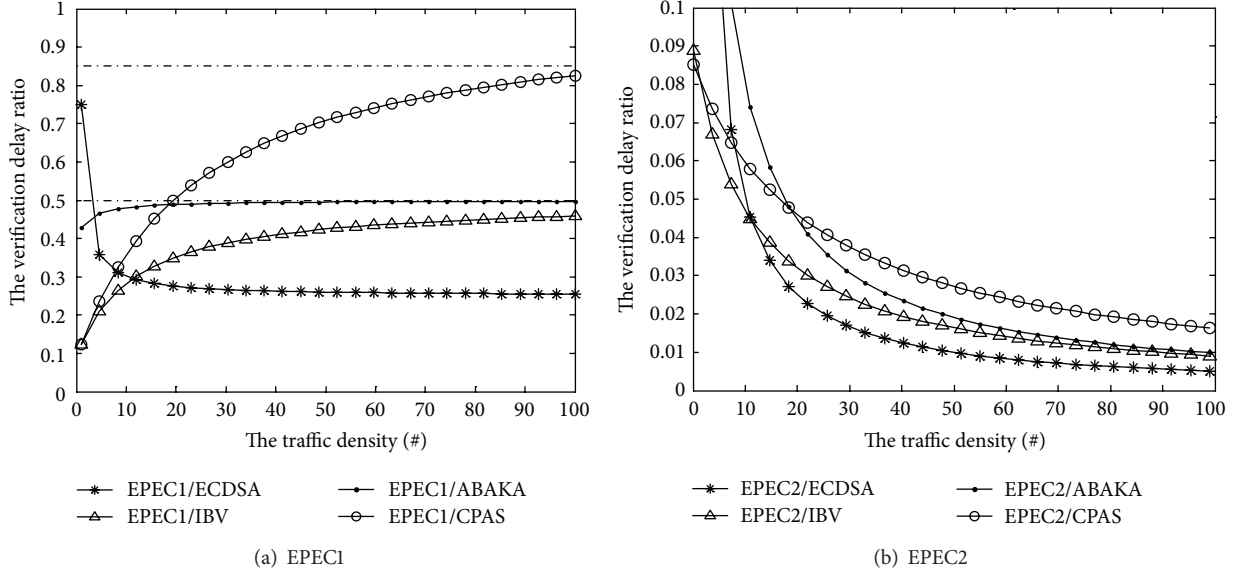 The verification delay ratio
1
0.9
0.8
0.7
0.6
0.5
0.4
0.3
0.2
0.1
0
0 10 20 30 40 50 60 70 80 90 100
The traffic density (#)
EPEC1/ECDSA
EPEC1/IBV
EPEC1/ABAKA
EPEC1/CPAS
(a) EPEC1
The verification delay ratio
0.1
0.09
0.08
0.07
0.06
0.05
0.04
0.03
0.02
0.01
0
0 10 20 30 40 50 60 70 80 90 100
The traffic density (#)
EPEC2/ECDSA
EPEC2/IBV
EPEC2/ABAKA
EPEC2/CPAS
(b) EPEC2